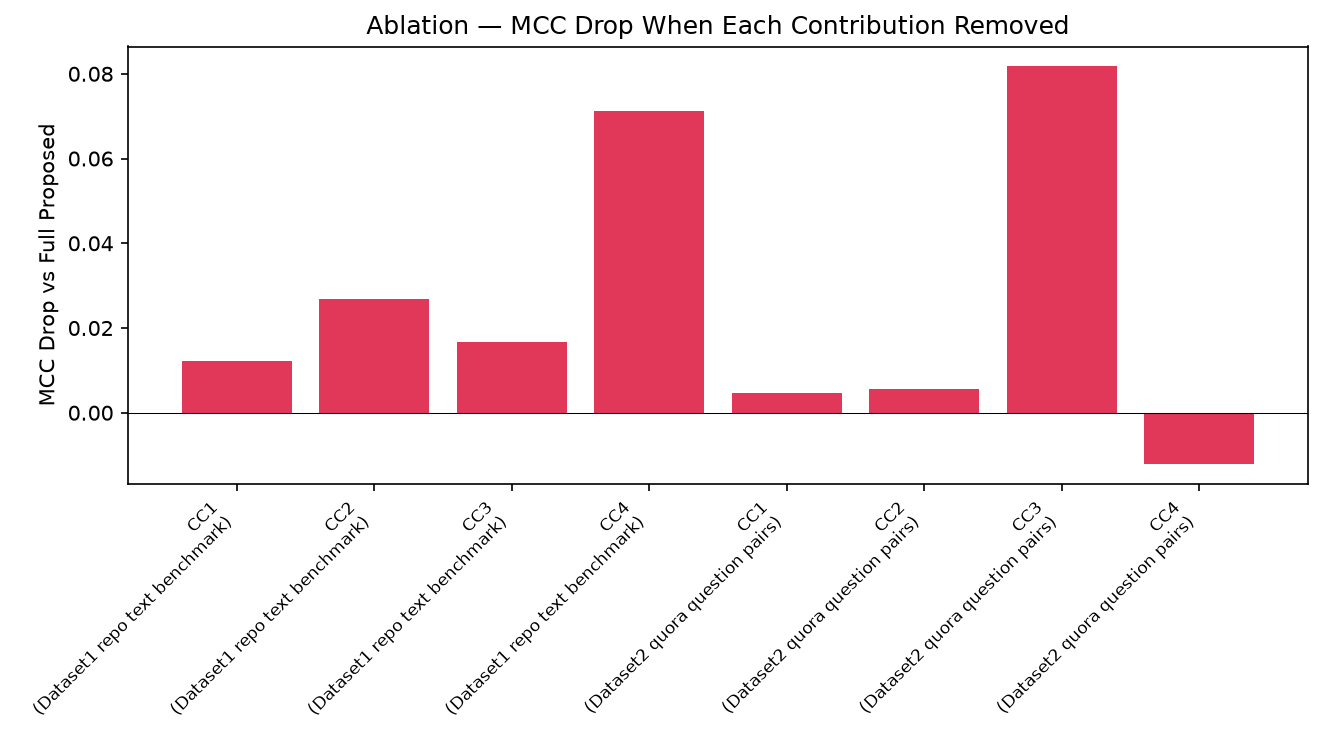 Ablation — MCC Drop When Each Contribution Removed
MCC Drop vs Full Proposed
0.08
0.06
0.04
0.02
0.00
CC1
(Dataset1 repo text benchmark)
CC2
(Dataset1 repo text benchmark)
CC3
(Dataset1 repo text benchmark)
CC4
(Dataset1 repo text benchmark)
CC1
(Dataset2 quora question pairs)
CC2
(Dataset2 quora question pairs)
CC3
(Dataset2 quora question pairs)
CC4
(Dataset2 quora question pairs)